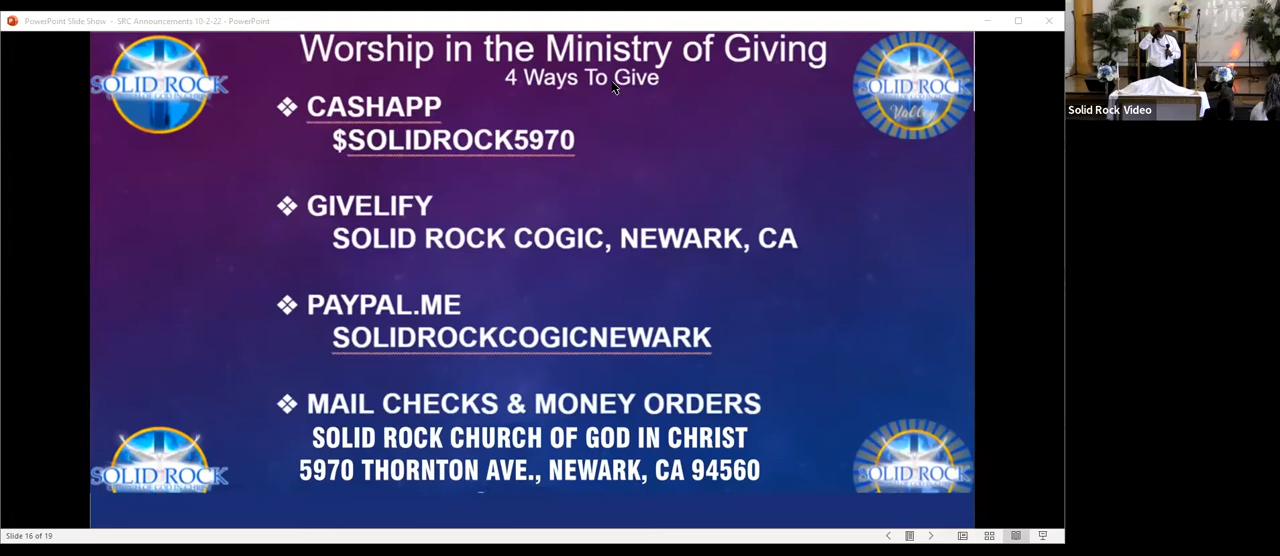 PowerPoint Slide Show - SRC Announcements 10-2-22 - PowerPoint
Worship in the Ministry of Giving
4 Ways To Give
SOLID ROCK
SOLID ROCK
Valley
❖ CASHAPP
$SOLIDROCK5970
❖ GIVELIFY
SOLID ROCK COGIC, NEWARK, CA
❖ PAYPAL.ME
SOLIDROCKCOGICNEWARK
❖ MAIL CHECKS & MONEY ORDERS
SOLID ROCK CHURCH OF GOD IN CHRIST
5970 THORNTON AVE., NEWARK, CA 94560
SOLID ROCK
SOLID ROCK
Slide 16 of 19
Solid Rock Video